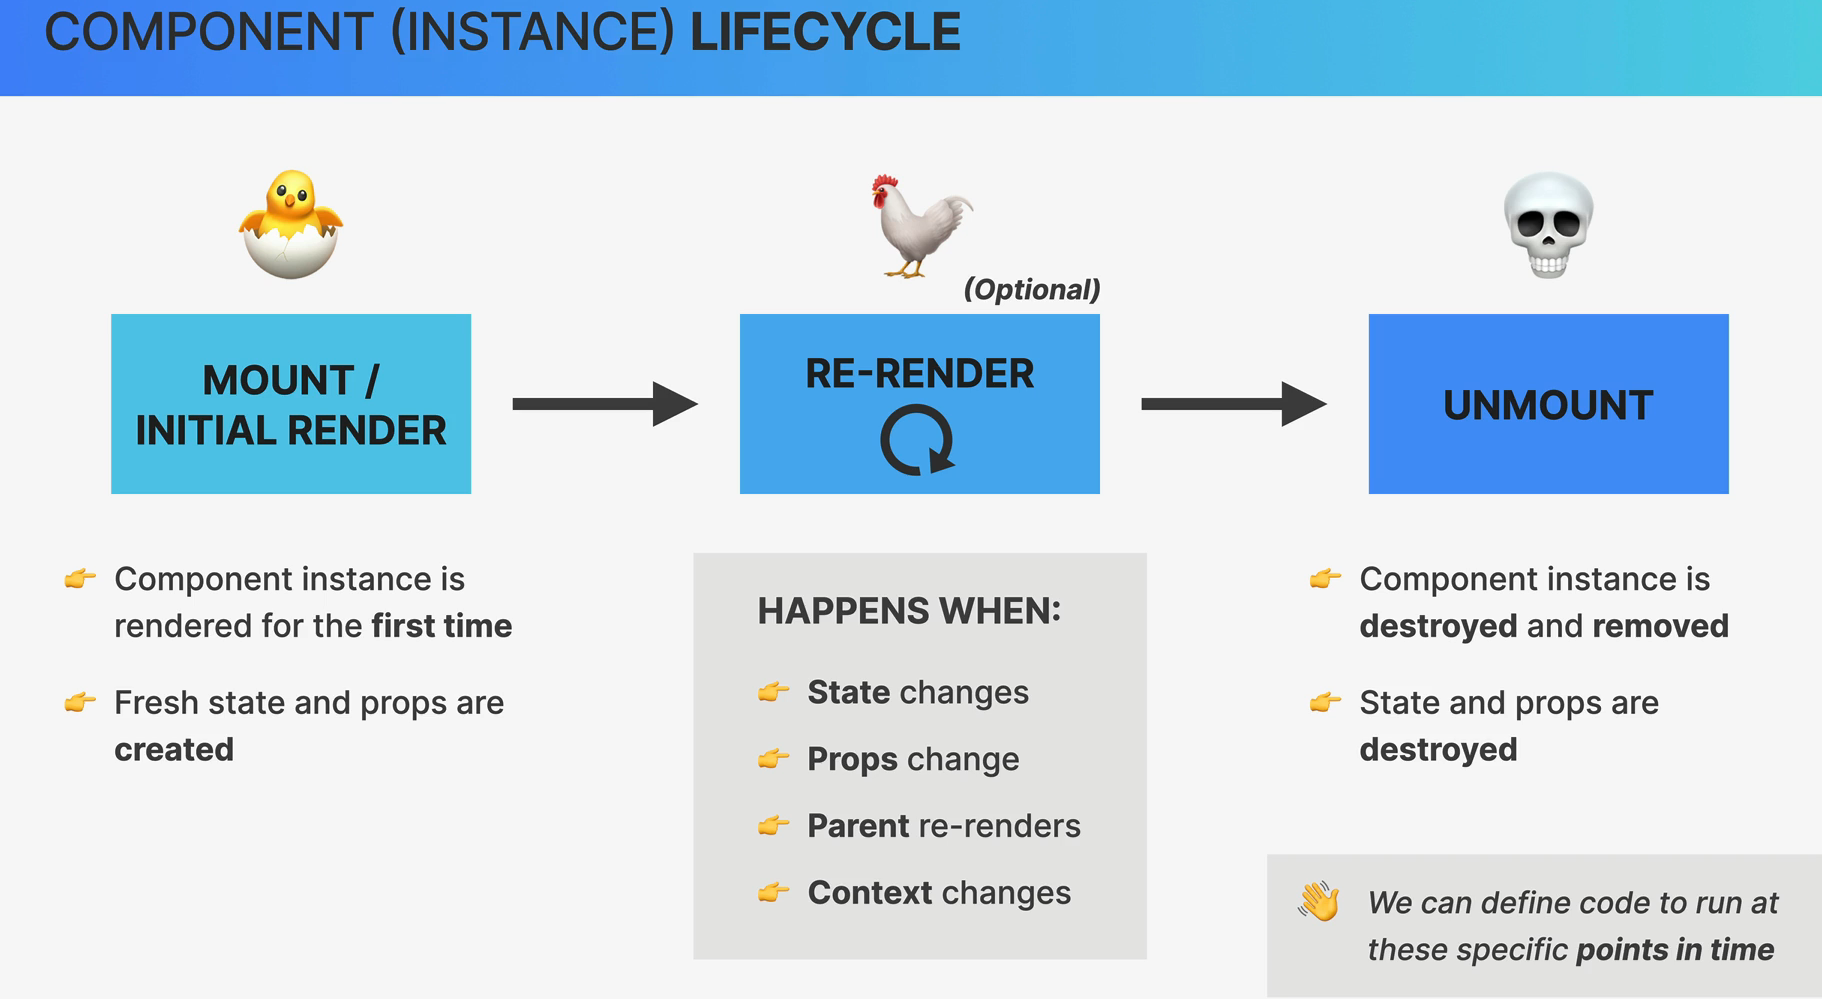 COMPONENT (INSTANCE) LIFECYCLE
(Optional)
MOUNT /
INITIAL RENDER
RE-RENDER
UNMOUNT
Component instance is
rendered for the first time
Fresh state and props are
created
HAPPENS WHEN:
State changes
Props change
Parent re-renders
Context changes
Component instance is
destroyed and removed
State and props are
destroyed
We can define code to run at
these specific points in time